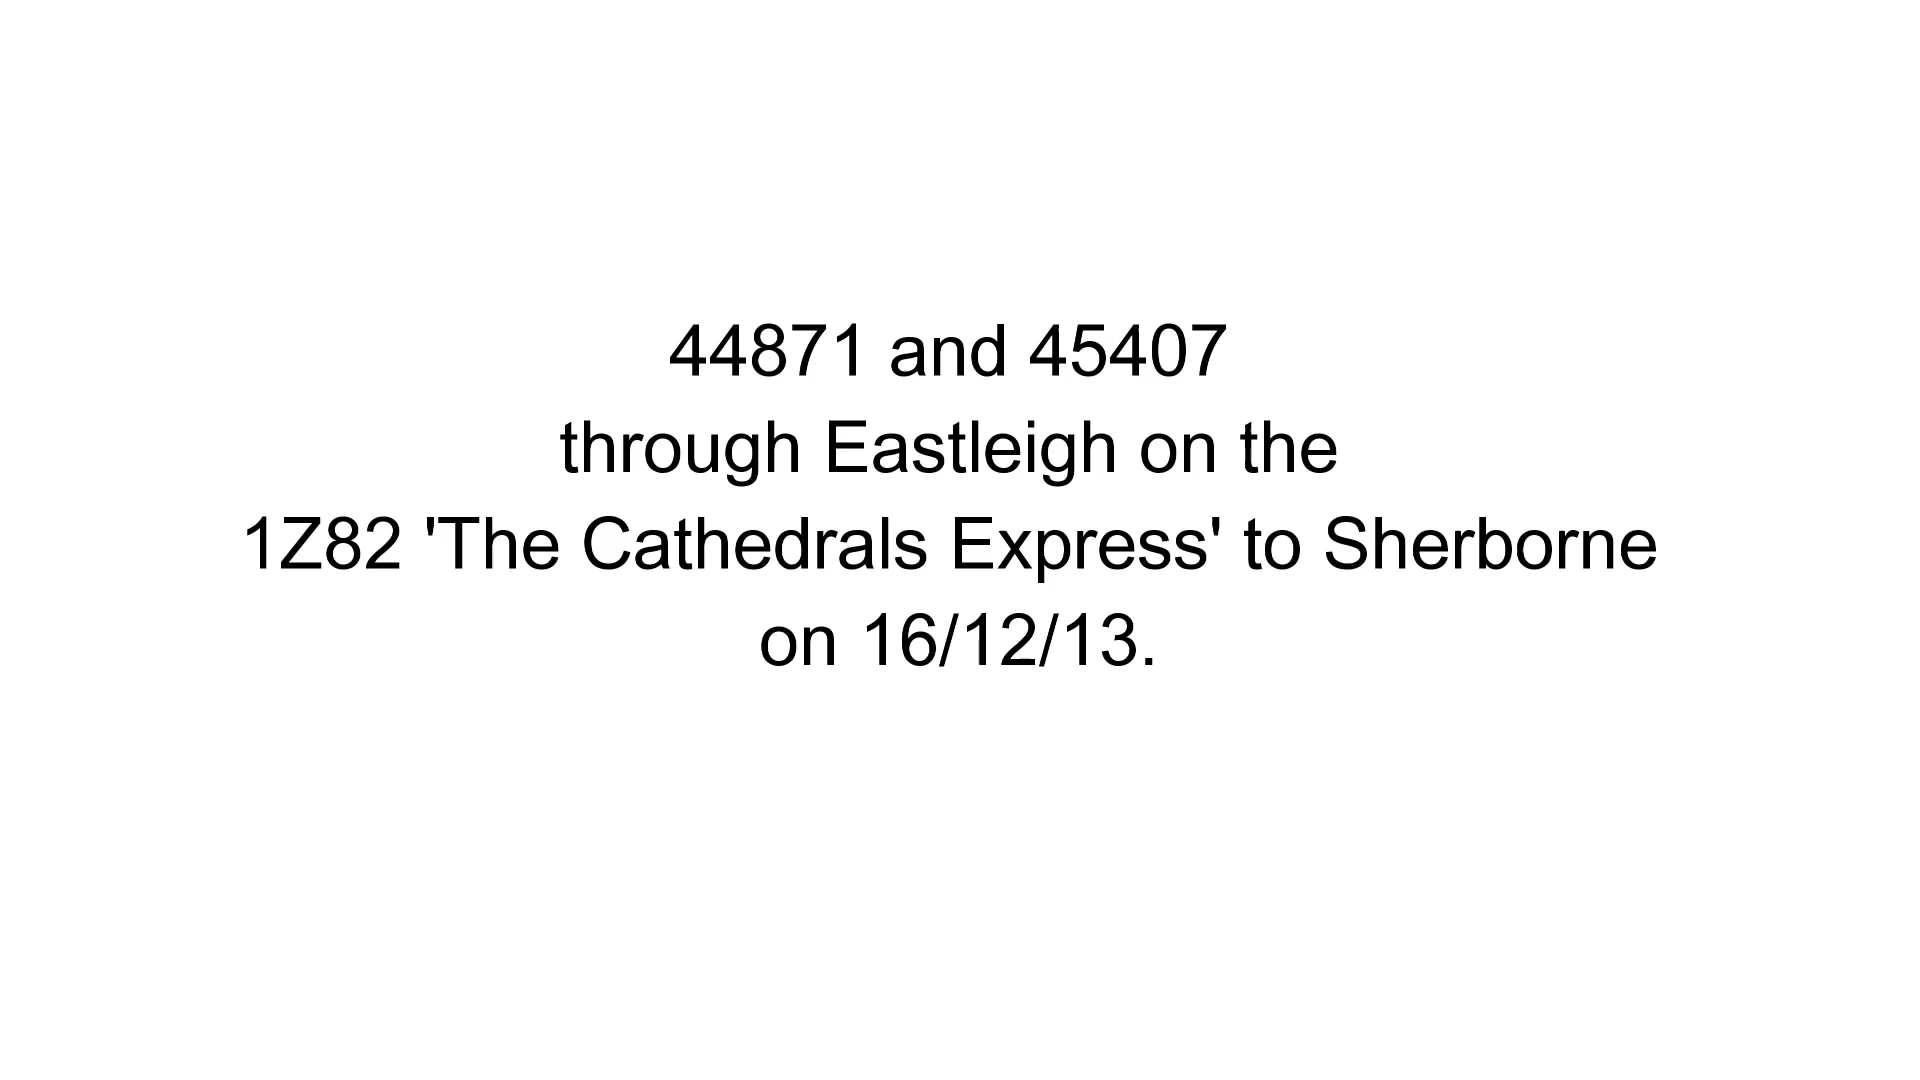 44871 and 45407
through Eastleigh on the
1Z82 'The Cathedrals Express' to Sherborne
on 16/12/13.